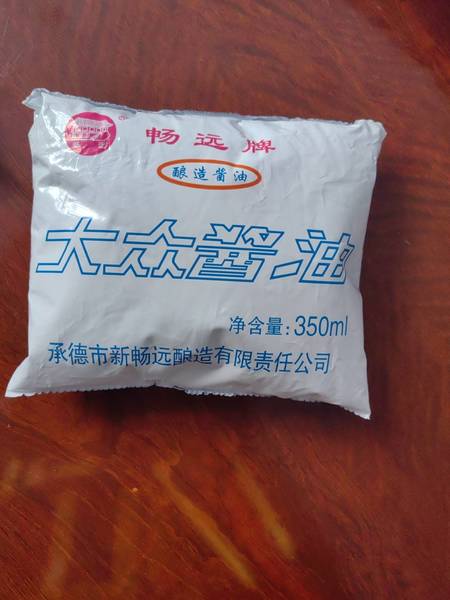 畅远牌
®
酿造酱油
大众酱油
净含量:350ml
承德市新畅远酿造有限责任公司